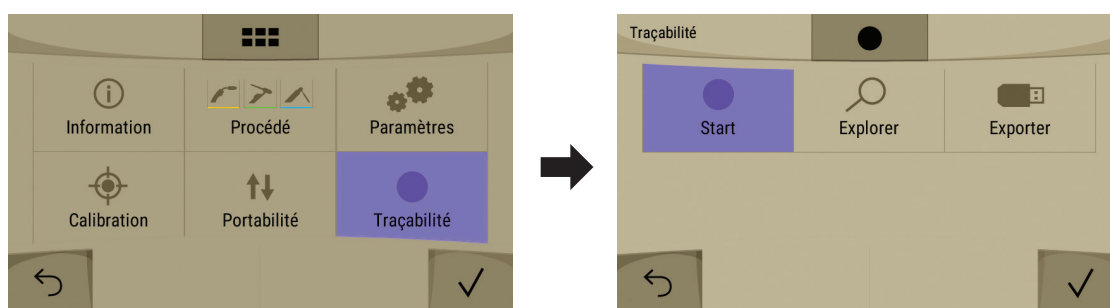 Information
Procédé
Paramètres
Calibration
Portabilité
Traçabilité
Traçabilité
Start
Explorer
Exporter